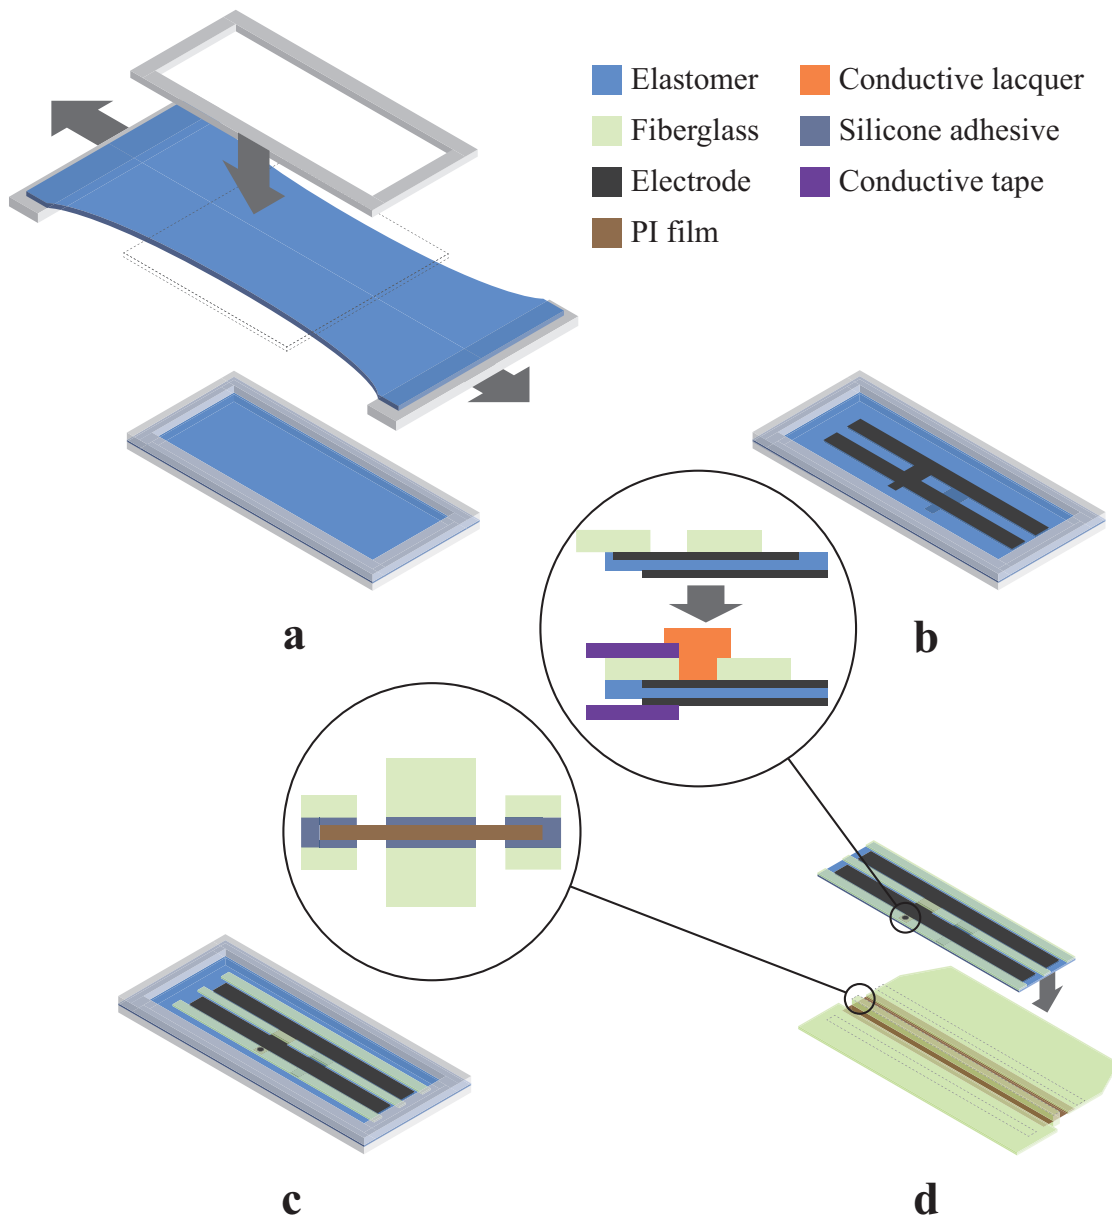 Elastomer
Conductive lacquer
Fiberglass
Silicone adhesive
Electrode
Conductive tape
PI film
a
b
c
d